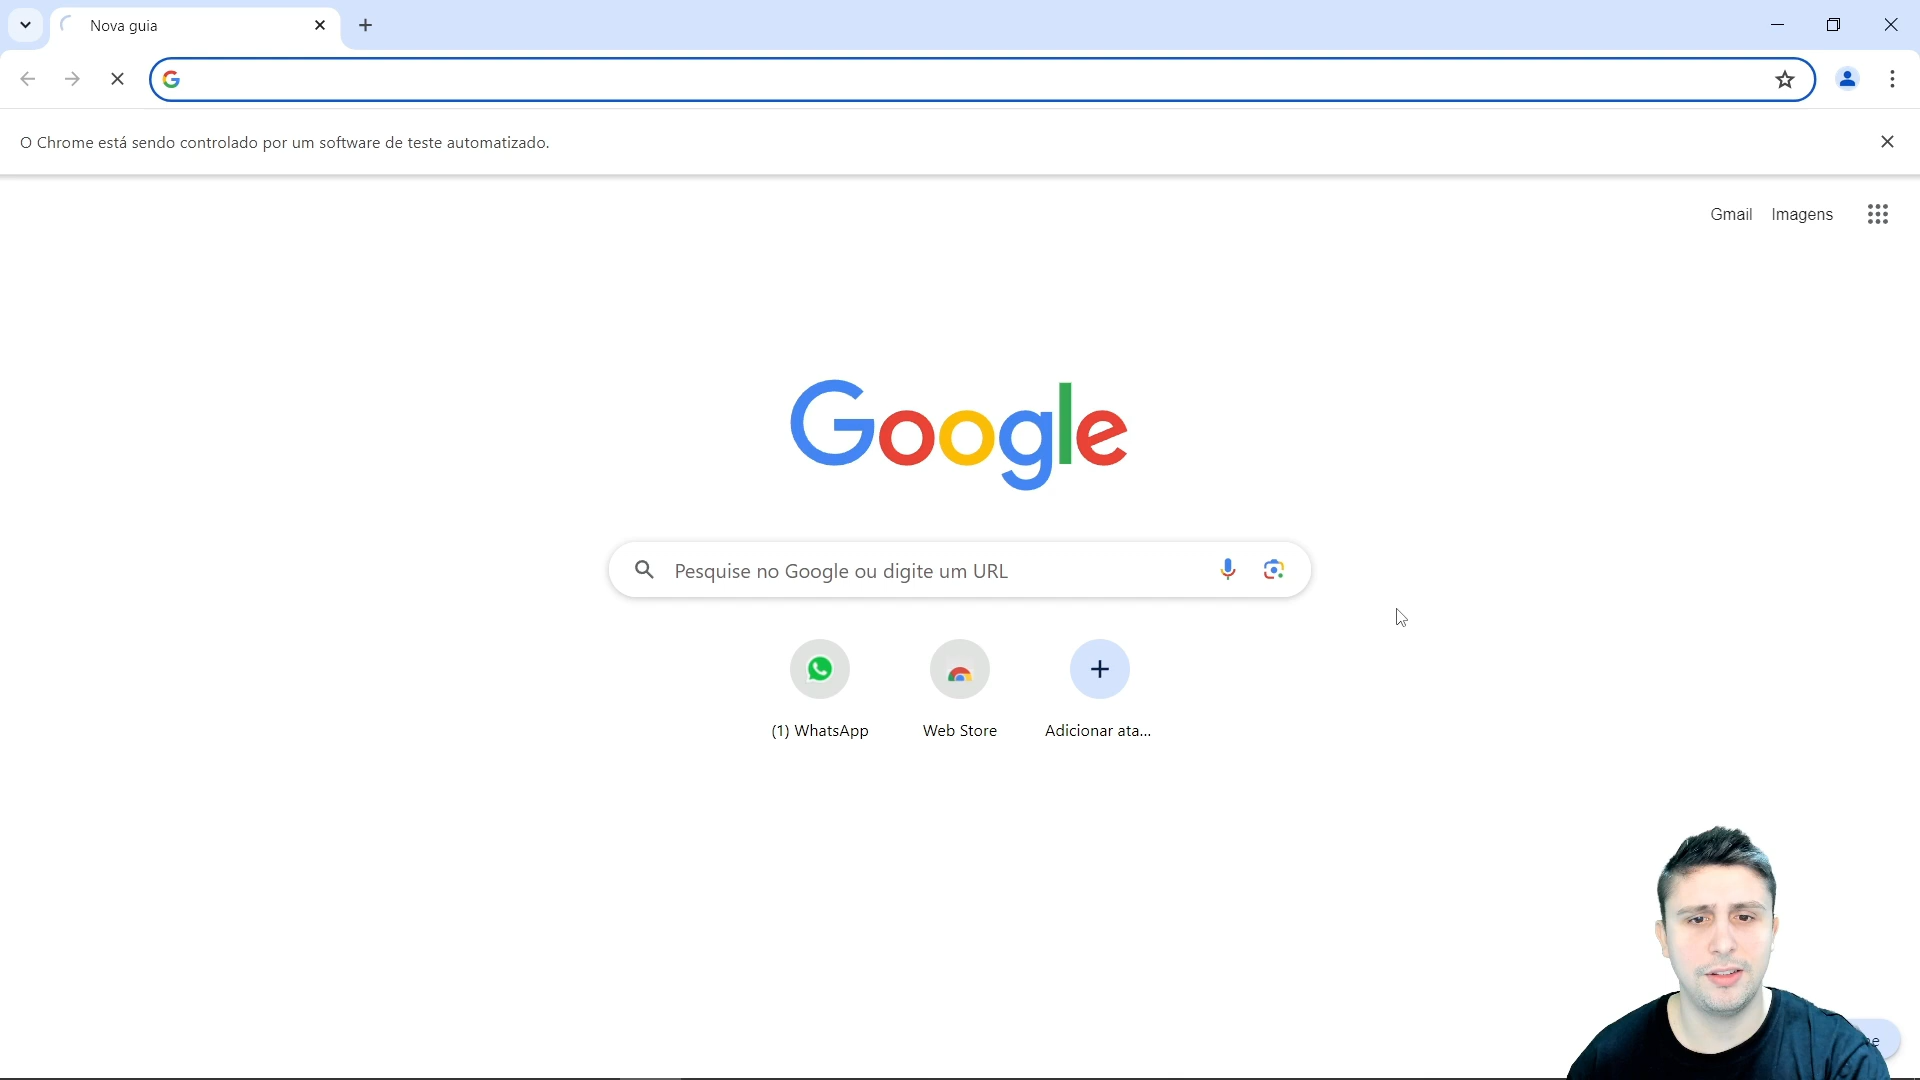 Nova guia
O Chrome está sendo controlado por um software de teste automatizado.
Gmail Imagens
Google
Pesquise no Google ou digite um URL
(1) WhatsApp Web Store Adicionar ata...